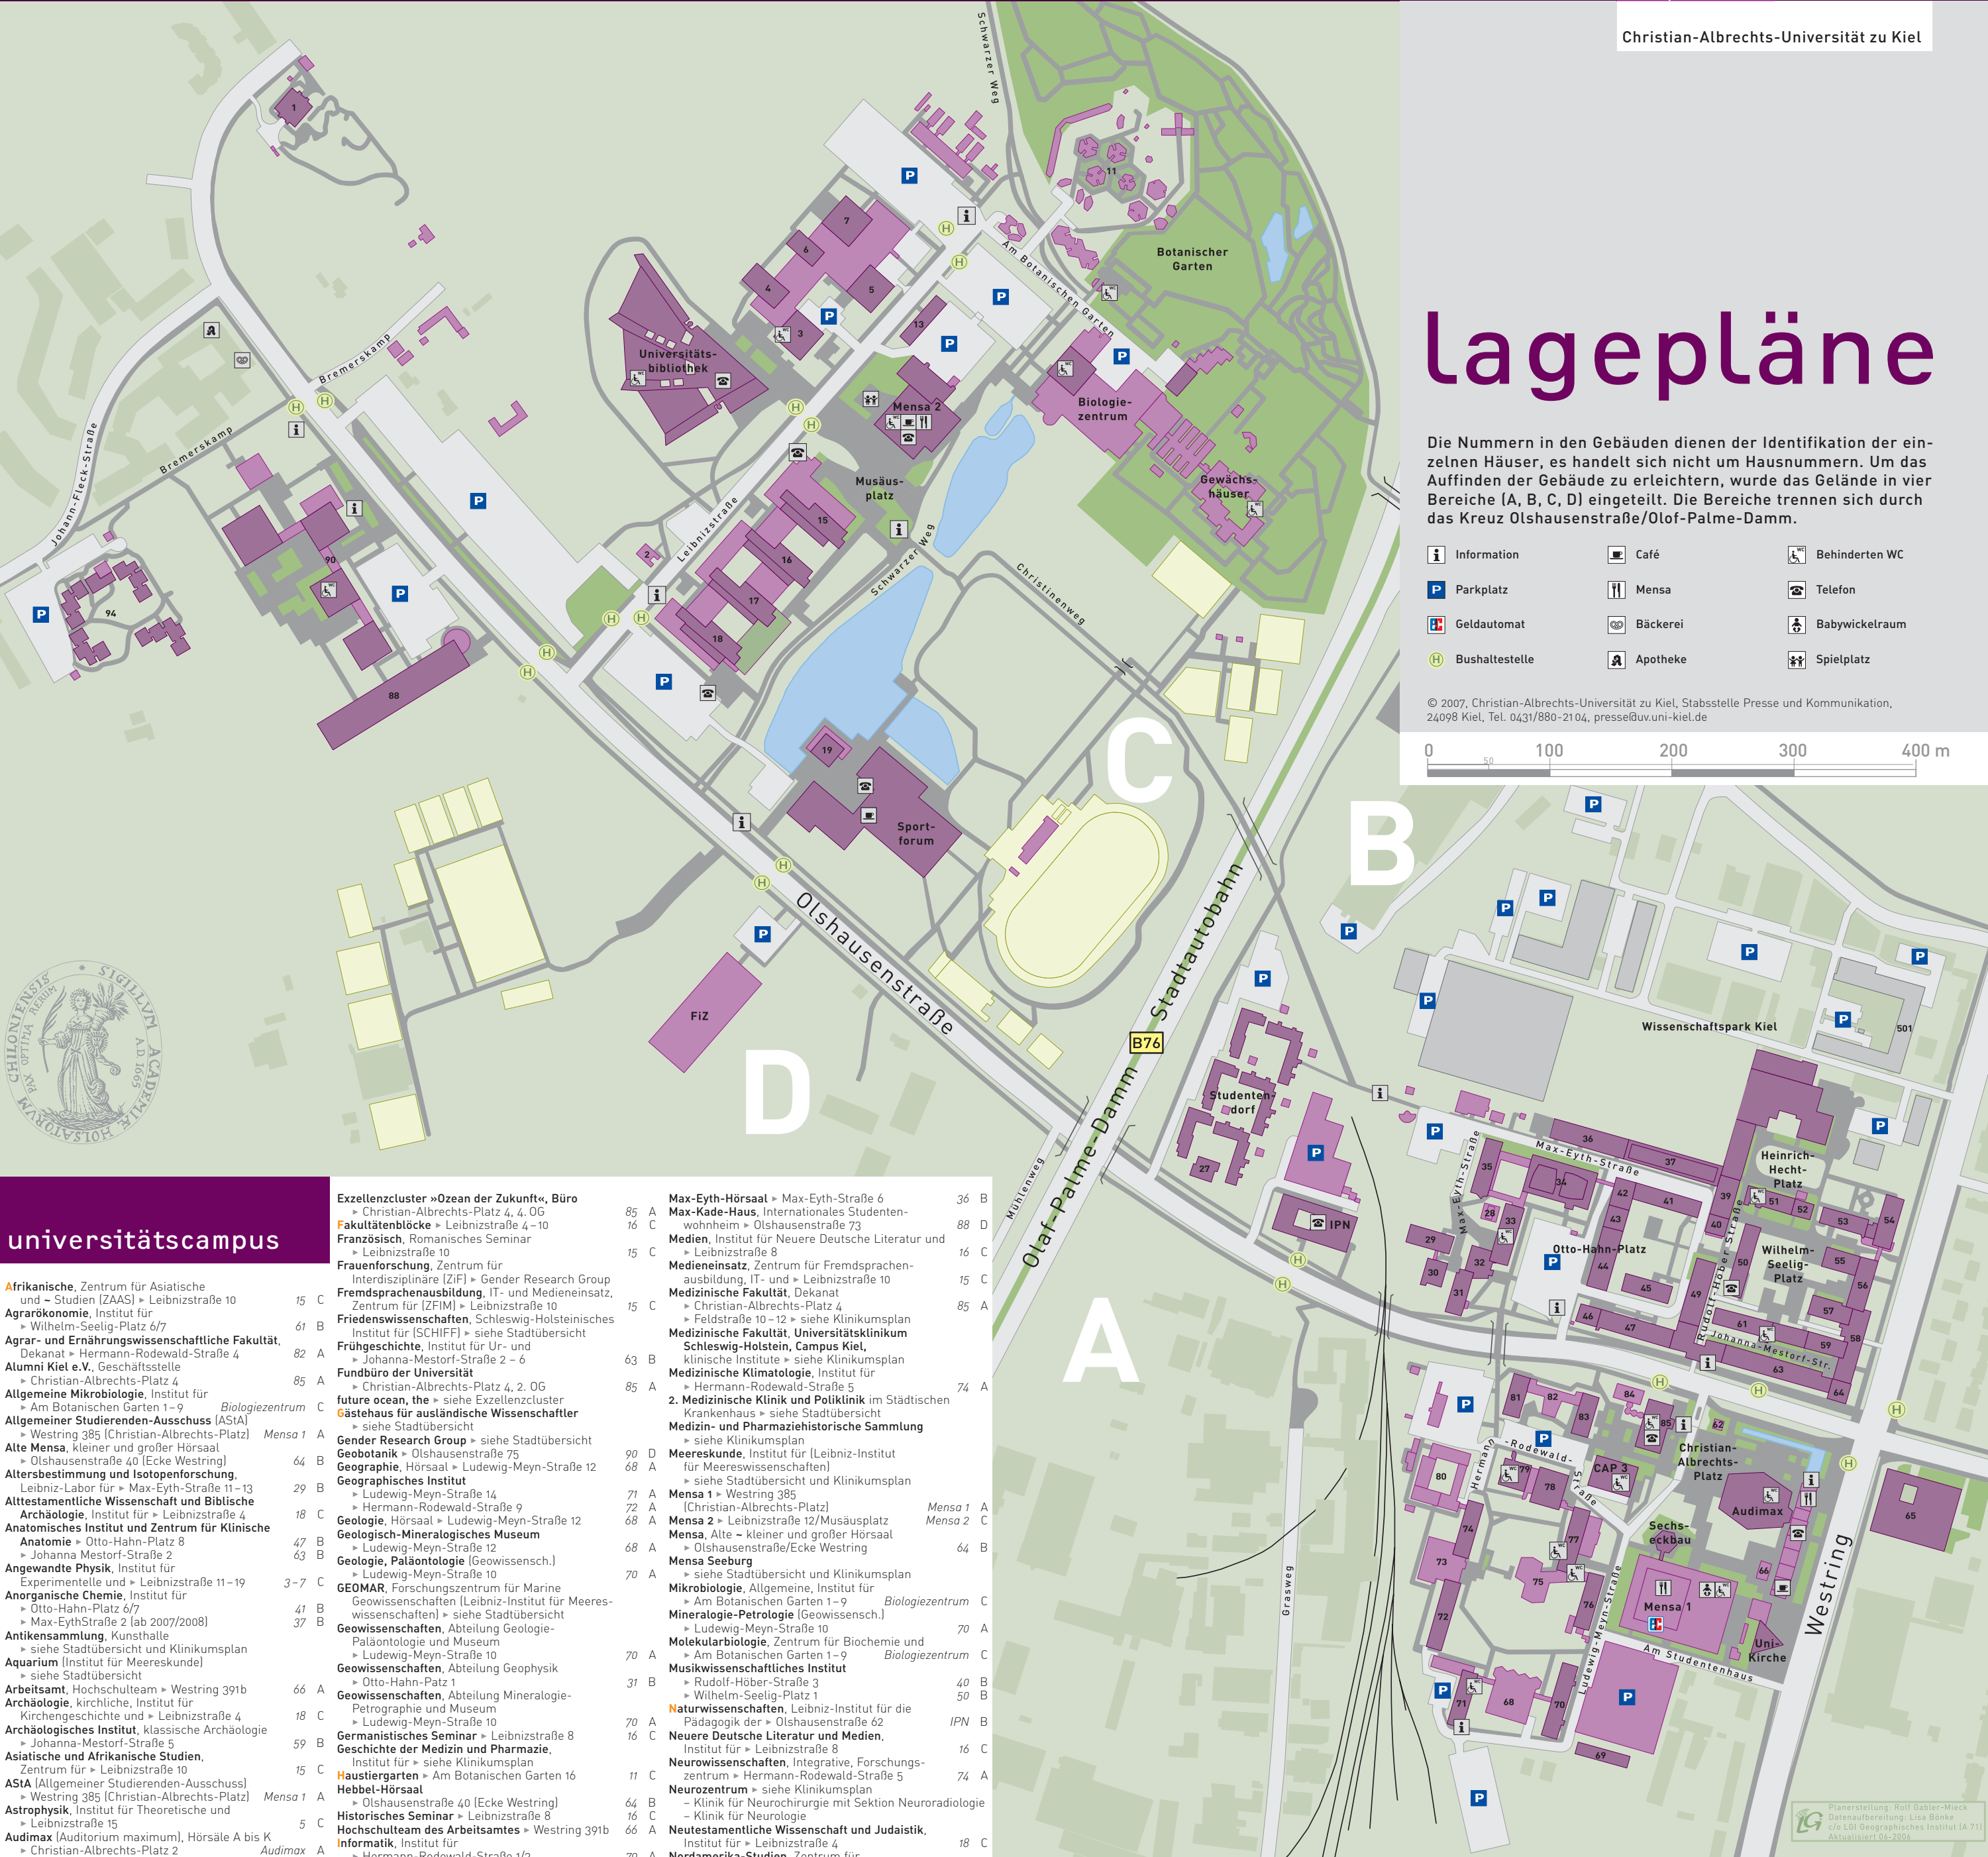 Christian-Albrechts-Universität zu Kiel
lagepläne
Die Nummern in den Gebäuden dienen der Identifikation der ein-
zelnen Häuser, es handelt sich nicht um Hausnummern. Um das
Auffinden der Gebäude zu erleichtern, wurde das Gelände in vier
Bereiche (A, B, C, D) eingeteilt. Die Bereiche trennen sich durch
das Kreuz Olshausenstraße/Olof-Palme-Damm.
Information
Café
Behinderten WC
Parkplatz
Mensa
Telefon
Geldautomat
Bäckerei
Babywickelraum
Bushaltestelle
Apotheke
Spielplatz
© 2007, Christian-Albrechts-Universität zu Kiel, Stabsstelle Presse und Kommunikation,
24098 Kiel, Tel. 0431/880-2104, presse@uv.uni-kiel.de
0 50 100 200 300 400 m
Schwarzer Weg
Botanischer
Garten
Am Botanischen Garten
Universitäts-
bibliothek
Mensa 2
Biologie-
zentrum
Gewächs-
häuser
Musäus-
platz
Leibnizstraße
Schwarzer Weg
Christinenweg
Bremerskamp
Bremerskamp
Johann-Fleck-Straße
Sport-
forum
Olshausenstraße
FiZ
A
B
C
D
B76
Stadtautobahn
Olaf-Palme-Damm
Mühlenweg
Grasweg
Studenten-
dorf
IPN
Wissenschaftspark Kiel
501
Max-Eyth-Straße
Max-Eyth-Straße
Heinrich-
Hecht-
Platz
Otto-Hahn-Platz
Wilhelm-
Seelig-
Platz
Rudolf-Höber-Straße
Johanna-Mestorf-Str.
Hermann-Rodewald-Straße
CAP 3
Christian-
Albrechts-
Platz
Audimax
Sechs-
eckbau
Mensa 1
Uni-
Kirche
Am Studentenhaus
Ludewig-Meyn-Straße
Westring
Planerstellung: Rolf Gabler-Mieck
Datenaufbereitung: Lisa Bönke
c/o LGI Geographisches Institut (A 71)
Aktualisiert 06-2006
universitätscampus
Afrikanische, Zentrum für Asiatische
und ~ Studien (ZAAS) ▸ Leibnizstraße 10 15 C
Agrarökonomie, Institut für
▸ Wilhelm-Seelig-Platz 6/7 61 B
Agrar- und Ernährungswissenschaftliche Fakultät,
Dekanat ▸ Hermann-Rodewald-Straße 4 82 A
Alumni Kiel e.V., Geschäftsstelle
▸ Christian-Albrechts-Platz 4 85 A
Allgemeine Mikrobiologie, Institut für
▸ Am Botanischen Garten 1–9 Biologiezentrum C
Allgemeiner Studierenden-Ausschuss (AStA)
▸ Westring 385 (Christian-Albrechts-Platz) Mensa 1 A
Alte Mensa, kleiner und großer Hörsaal
▸ Olshausenstraße 40 (Ecke Westring) 64 B
Altersbestimmung und Isotopenforschung,
Leibniz-Labor für ▸ Max-Eyth-Straße 11–13 29 B
Alttestamentliche Wissenschaft und Biblische
Archäologie, Institut für ▸ Leibnizstraße 4 18 C
Anatomisches Institut und Zentrum für Klinische
Anatomie ▸ Otto-Hahn-Platz 8 47 B
▸ Johanna Mestorf-Straße 2 63 B
Angewandte Physik, Institut für
Experimentelle und ▸ Leibnizstraße 11–19 3–7 C
Anorganische Chemie, Institut für
▸ Otto-Hahn-Platz 6/7 41 B
▸ Max-EythStraße 2 (ab 2007/2008) 37 B
Antikensammlung, Kunsthalle
▸ siehe Stadtübersicht und Klinikumsplan
Aquarium (Institut für Meereskunde)
▸ siehe Stadtübersicht
Arbeitsamt, Hochschulteam ▸ Westring 391b 66 A
Archäologie, kirchliche, Institut für
Kirchengeschichte und ▸ Leibnizstraße 4 18 C
Archäologisches Institut, klassische Archäologie
▸ Johanna-Mestorf-Straße 5 59 B
Asiatische und Afrikanische Studien,
Zentrum für ▸ Leibnizstraße 10 15 C
AStA (Allgemeiner Studierenden-Ausschuss)
▸ Westring 385 (Christian-Albrechts-Platz) Mensa 1 A
Astrophysik, Institut für Theoretische und
▸ Leibnizstraße 15 5 C
Audimax (Auditorium maximum), Hörsäle A bis K
▸ Christian-Albrechts-Platz 2 Audimax A
Exzellenzcluster »Ozean der Zukunft«, Büro
▸ Christian-Albrechts-Platz 4, 4. OG 85 A
Fakultätenblöcke ▸ Leibnizstraße 4–10 16 C
Französisch, Romanisches Seminar
▸ Leibnizstraße 10 15 C
Frauenforschung, Zentrum für
Interdisziplinäre (ZiF) ▸ Gender Research Group
Fremdsprachenausbildung, IT- und Medieneinsatz,
Zentrum für (ZFIM) ▸ Leibnizstraße 10 15 C
Friedenswissenschaften, Schleswig-Holsteinisches
Institut für (SCHIFF) ▸ siehe Stadtübersicht
Frühgeschichte, Institut für Ur- und
▸ Johanna-Mestorf-Straße 2 – 6 63 B
Fundbüro der Universität
▸ Christian-Albrechts-Platz 4, 2. OG 85 A
future ocean, the ▸ siehe Exzellenzcluster
Gästehaus für ausländische Wissenschaftler
▸ siehe Stadtübersicht
Gender Research Group ▸ siehe Stadtübersicht
Geobotanik ▸ Olshausenstraße 75 90 D
Geographie, Hörsaal ▸ Ludewig-Meyn-Straße 12 68 A
Geographisches Institut
▸ Ludewig-Meyn-Straße 14 71 A
▸ Hermann-Rodewald-Straße 9 72 A
Geologie, Hörsaal ▸ Ludewig-Meyn-Straße 12 68 A
Geologisch-Mineralogisches Museum
▸ Ludewig-Meyn-Straße 12 68 A
Geologie, Paläontologie (Geowissensch.)
▸ Ludewig-Meyn-Straße 10 70 A
GEOMAR, Forschungszentrum für Marine
Geowissenschaften (Leibniz-Institut für Meeres-
wissenschaften) ▸ siehe Stadtübersicht
Geowissenschaften, Abteilung Geologie-
Paläontologie und Museum
▸ Ludewig-Meyn-Straße 10 70 A
Geowissenschaften, Abteilung Geophysik
▸ Otto-Hahn-Patz 1 31 B
Geowissenschaften, Abteilung Mineralogie-
Petrographie und Museum
▸ Ludewig-Meyn-Straße 10 70 A
Germanistisches Seminar ▸ Leibnizstraße 8 16 C
Geschichte der Medizin und Pharmazie,
Institut für ▸ siehe Klinikumsplan
Haustiergarten ▸ Am Botanischen Garten 16 11 C
Hebbel-Hörsaal
▸ Olshausenstraße 40 (Ecke Westring) 64 B
Historisches Seminar ▸ Leibnizstraße 8 16 C
Hochschulteam des Arbeitsamtes ▸ Westring 391b 66 A
Informatik, Institut für
Max-Eyth-Hörsaal ▸ Max-Eyth-Straße 6 36 B
Max-Kade-Haus, Internationales Studenten-
wohnheim ▸ Olshausenstraße 73 88 D
Medien, Institut für Neuere Deutsche Literatur und
▸ Leibnizstraße 8 16 C
Medieneinsatz, Zentrum für Fremdsprachen-
ausbildung, IT- und ▸ Leibnizstraße 10 15 C
Medizinische Fakultät, Dekanat
▸ Christian-Albrechts-Platz 4 85 A
▸ Feldstraße 10–12 ▸ siehe Klinikumsplan
Medizinische Fakultät, Universitätsklinikum
Schleswig-Holstein, Campus Kiel,
klinische Institute ▸ siehe Klinikumsplan
Medizinische Klimatologie, Institut für
▸ Hermann-Rodewald-Straße 5 74 A
2. Medizinische Klinik und Poliklinik im Städtischen
Krankenhaus ▸ siehe Stadtübersicht
Medizin- und Pharmaziehistorische Sammlung
▸ siehe Klinikumsplan
Meereskunde, Institut für (Leibniz-Institut
für Meereswissenschaften)
▸ siehe Stadtübersicht und Klinikumsplan
Mensa 1 ▸ Westring 385
(Christian-Albrechts-Platz) Mensa 1 A
Mensa 2 ▸ Leibnizstraße 12/Musäusplatz Mensa 2 C
Mensa, Alte ~ kleiner und großer Hörsaal
▸ Olshausenstraße/Ecke Westring 64 B
Mensa Seeburg
▸ siehe Stadtübersicht und Klinikumsplan
Mikrobiologie, Allgemeine, Institut für
▸ Am Botanischen Garten 1–9 Biologiezentrum C
Mineralogie-Petrologie (Geowissensch.)
▸ Ludewig-Meyn-Straße 10 70 A
Molekularbiologie, Zentrum für Biochemie und
▸ Am Botanischen Garten 1–9 Biologiezentrum C
Musikwissenschaftliches Institut
▸ Rudolf-Höber-Straße 3 40 B
▸ Wilhelm-Seelig-Platz 1 50 B
Naturwissenschaften, Leibniz-Institut für die
Pädagogik der ▸ Olshausenstraße 62 IPN B
Neuere Deutsche Literatur und Medien,
Institut für ▸ Leibnizstraße 8 16 C
Neurowissenschaften, Integrative, Forschungs-
zentrum ▸ Hermann-Rodewald-Straße 5 74 A
Neurozentrum ▸ siehe Klinikumsplan
– Klinik für Neurochirurgie mit Sektion Neuroradiologie
– Klinik für Neurologie
Neutestamentliche Wissenschaft und Judaistik,
Institut für ▸ Leibnizstraße 4 18 C